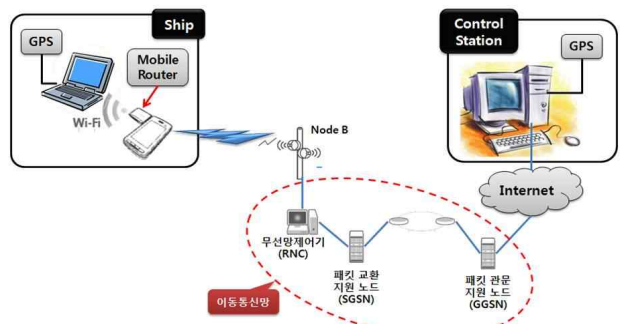 Ship
GPS
Mobile
Router
Wi-Fi
Control
Station
GPS
Node B
Internet
무선망제어기
(RNC)
패킷 교환
지원 노드
(SGSN)
패킷 관문
지원 노드
(GGSN)
이동통신망